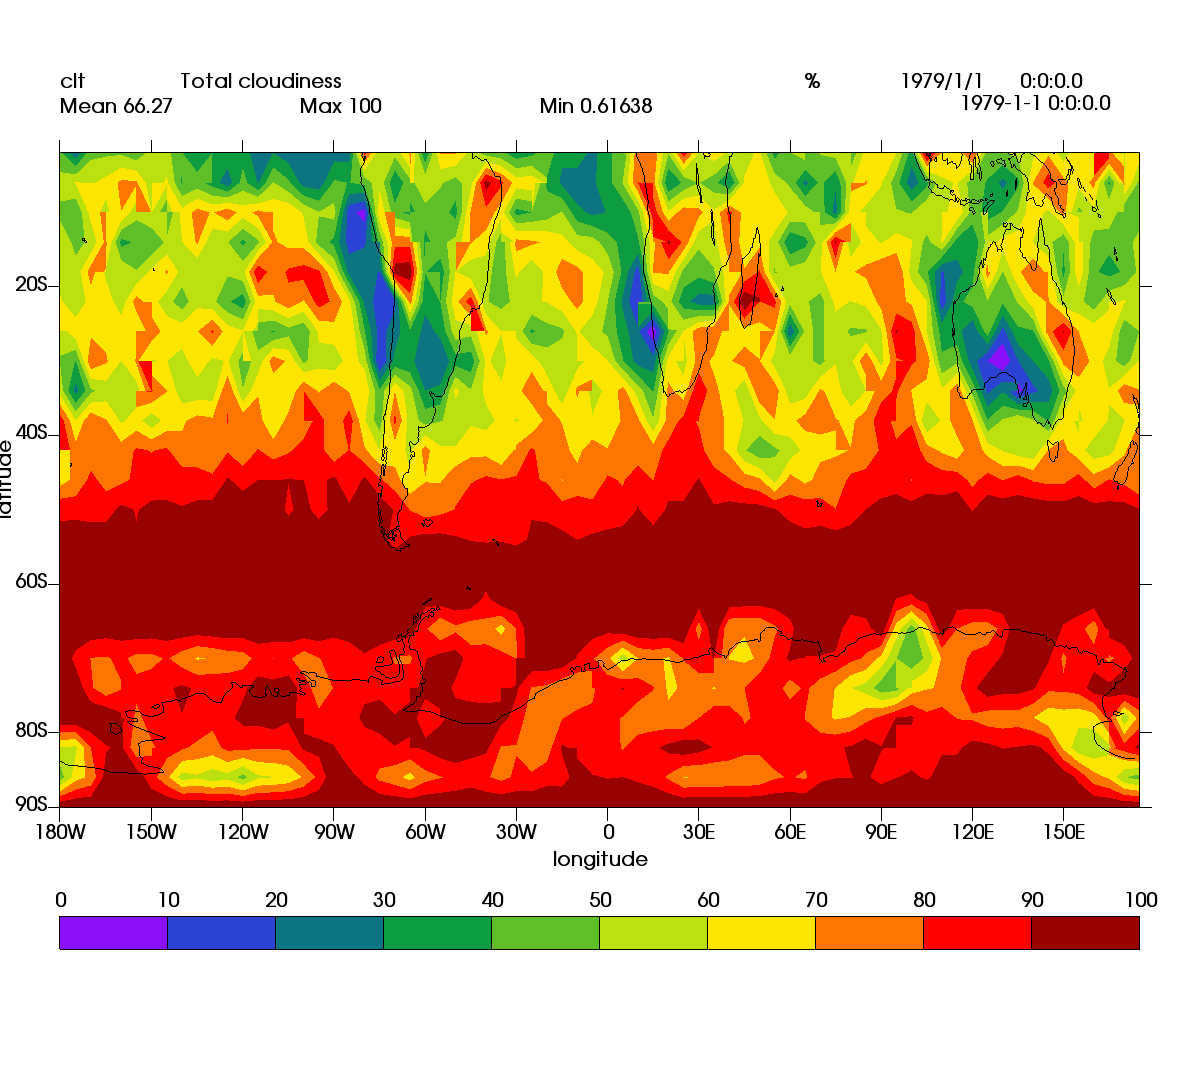 clt Total cloudiness % 1979/1/1 0:0:0.0
Mean 66.27 Max 100 Min 0.61638 1979-1-1 0:0:0.0
20S
40S
latitude
60S
80S
90S
180W 150W 120W 90W 60W 30W 0 30E 60E 90E 120E 150E
longitude
0 10 20 30 40 50 60 70 80 90 100